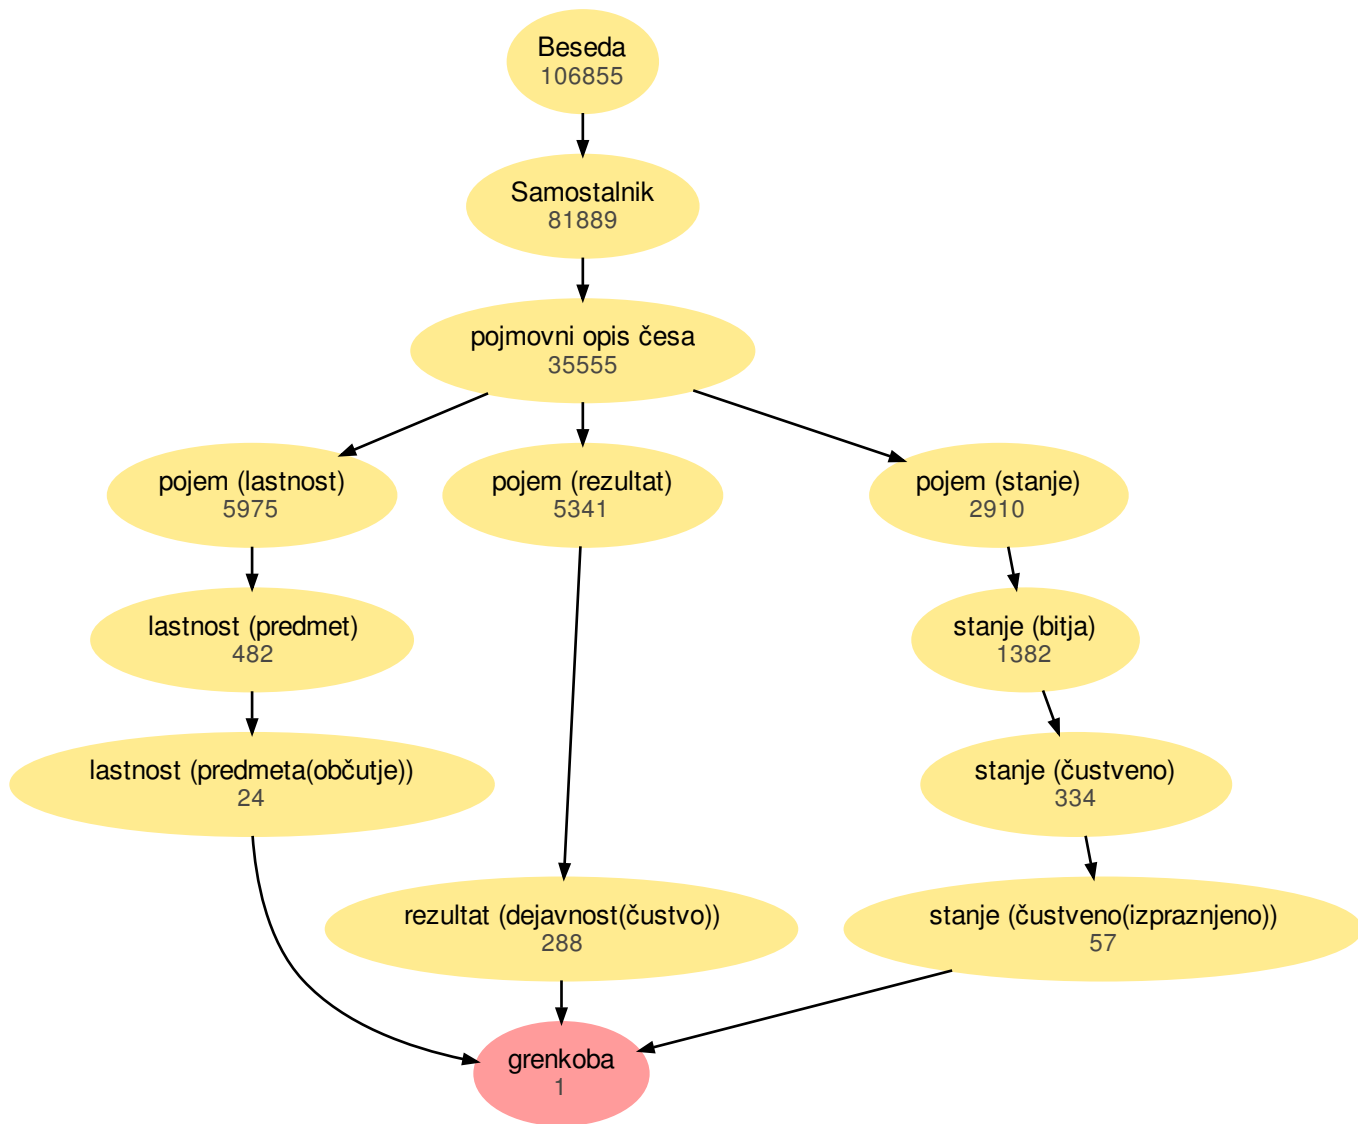 Beseda
106855
Samostalnik
81889
pojmovni opis česa
35555
pojem (lastnost)
5975
pojem (rezultat)
5341
pojem (stanje)
2910
lastnost (predmet)
482
stanje (bitja)
1382
lastnost (predmeta(občutje))
24
stanje (čustveno)
334
rezultat (dejavnost(čustvo))
288
stanje (čustveno(izpraznjeno))
57
grenkoba
1